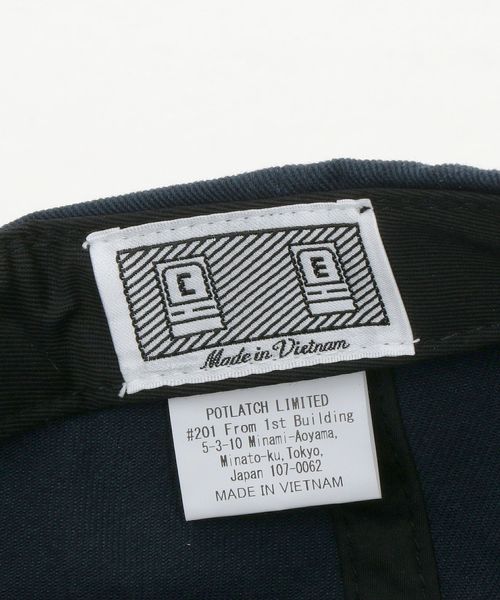 C E
Made in Vietnam
POTLATCH LIMITED
#201 From 1st Building
5-3-10 Minami-Aoyama,
Minato-ku,Tokyo,
Japan 107-0062
MADE IN VIETNAM